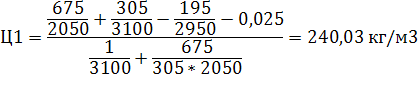 Ц1 = (675/2050 + 305/3100 − 195/2950 − 0,025) / (1/3100 + 675/(305 * 2050)) = 240,03 кг/м3